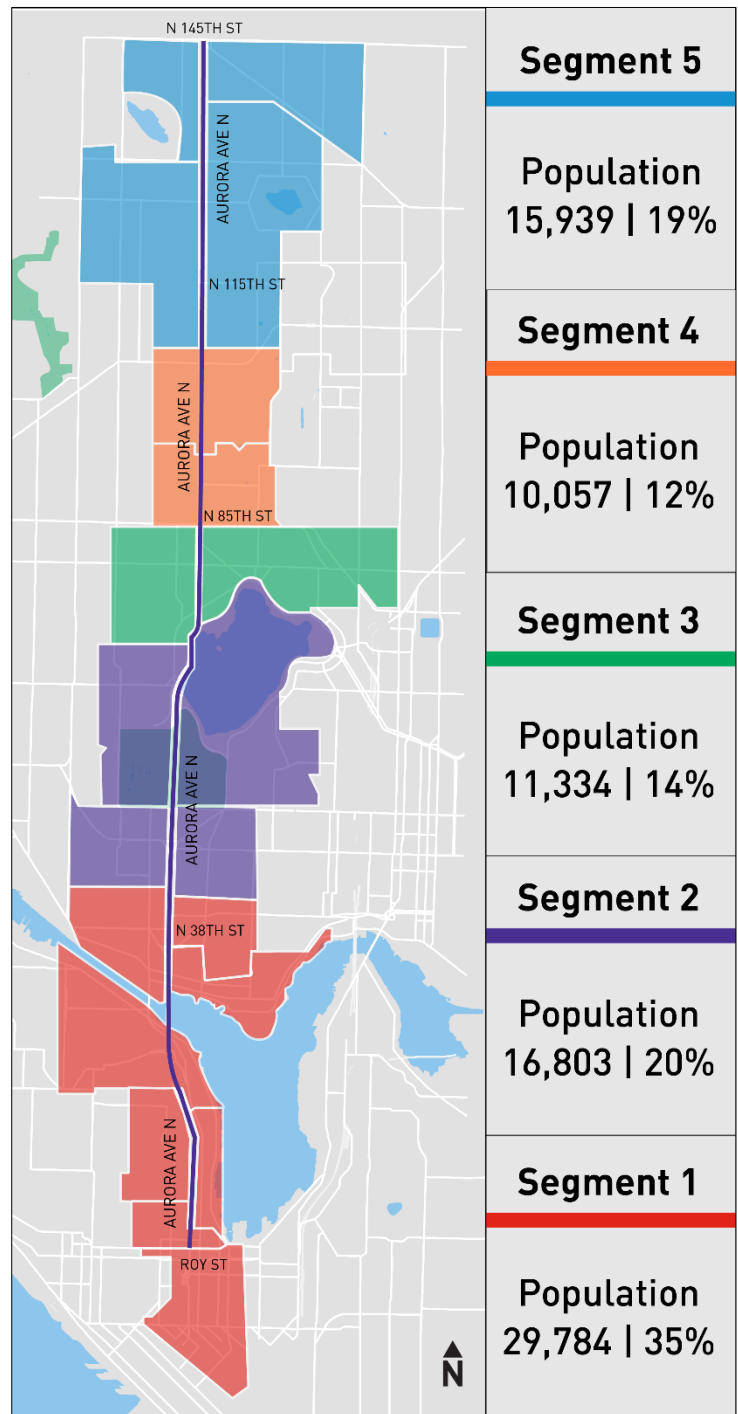 N 145TH ST
AURORA AVE N
N 115TH ST
AURORA AVE N
N 85TH ST
AURORA AVE N
N 38TH ST
AURORA AVE N
ROY ST
N
Segment 5
Population
15,939 | 19%
Segment 4
Population
10,057 | 12%
Segment 3
Population
11,334 | 14%
Segment 2
Population
16,803 | 20%
Segment 1
Population
29,784 | 35%